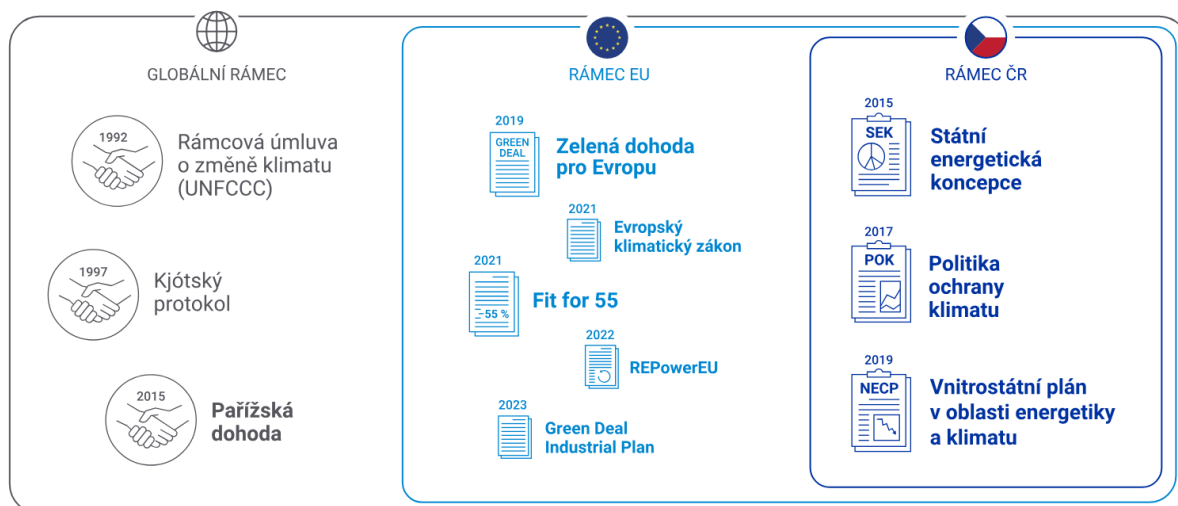 GLOBÁLNÍ RÁMEC
1992
Rámcová úmluva
o změně klimatu
(UNFCCC)
1997
Kjótský
protokol
2015
Pařížská
dohoda
RÁMEC EU
2019
GREEN
DEAL
Zelená dohoda
pro Evropu
2021
Evropský
klimatický zákon
2021
-55 %
Fit for 55
2022
REPowerEU
2023
Green Deal
Industrial Plan
RÁMEC ČR
2015
SEK
Státní
energetická
koncepce
2017
POK
Politika
ochrany
klimatu
2019
NECP
Vnitrostátní plán
v oblasti energetiky
a klimatu